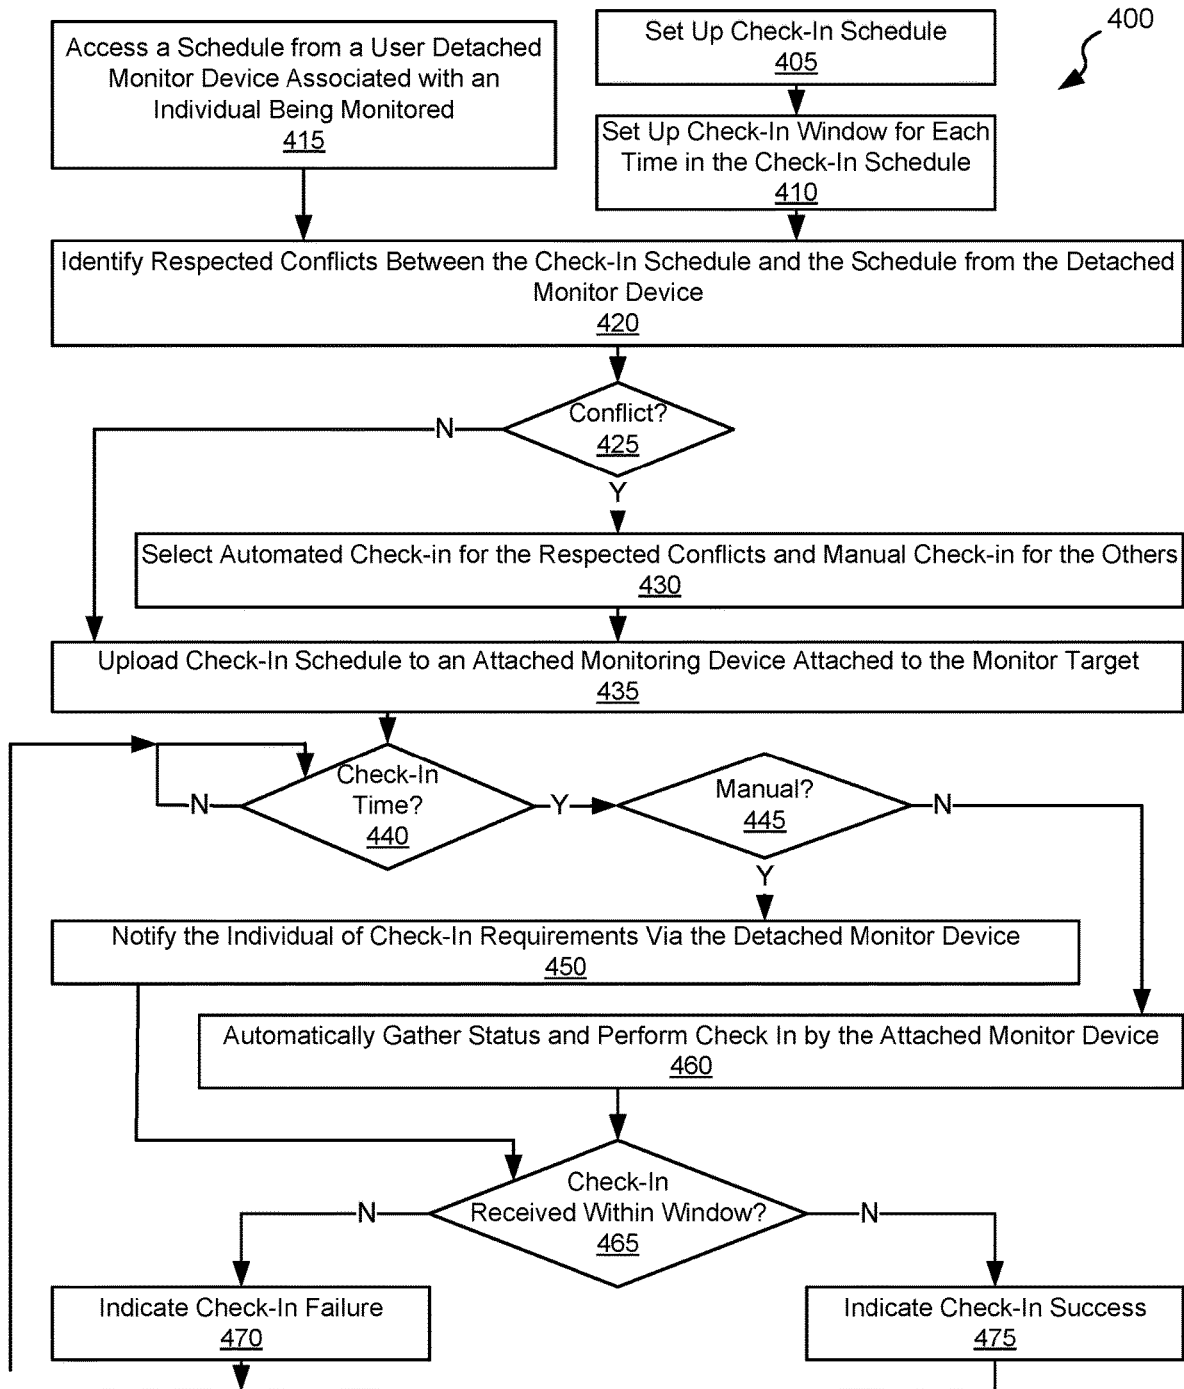 400
Access a Schedule from a User Detached
Monitor Device Associated with an
Individual Being Monitored
415
Set Up Check-In Schedule
405
Set Up Check-In Window for Each
Time in the Check-In Schedule
410
Identify Respected Conflicts Between the Check-In Schedule and the Schedule from the Detached
Monitor Device
420
Conflict?
425
N
Y
Select Automated Check-in for the Respected Conflicts and Manual Check-in for the Others
430
Upload Check-In Schedule to an Attached Monitoring Device Attached to the Monitor Target
435
Check-In
Time?
440
N
Y
Manual?
445
N
Y
Notify the Individual of Check-In Requirements Via the Detached Monitor Device
450
Automatically Gather Status and Perform Check In by the Attached Monitor Device
460
Check-In
Received Within Window?
465
N
N
Indicate Check-In Failure
470
Indicate Check-In Success
475